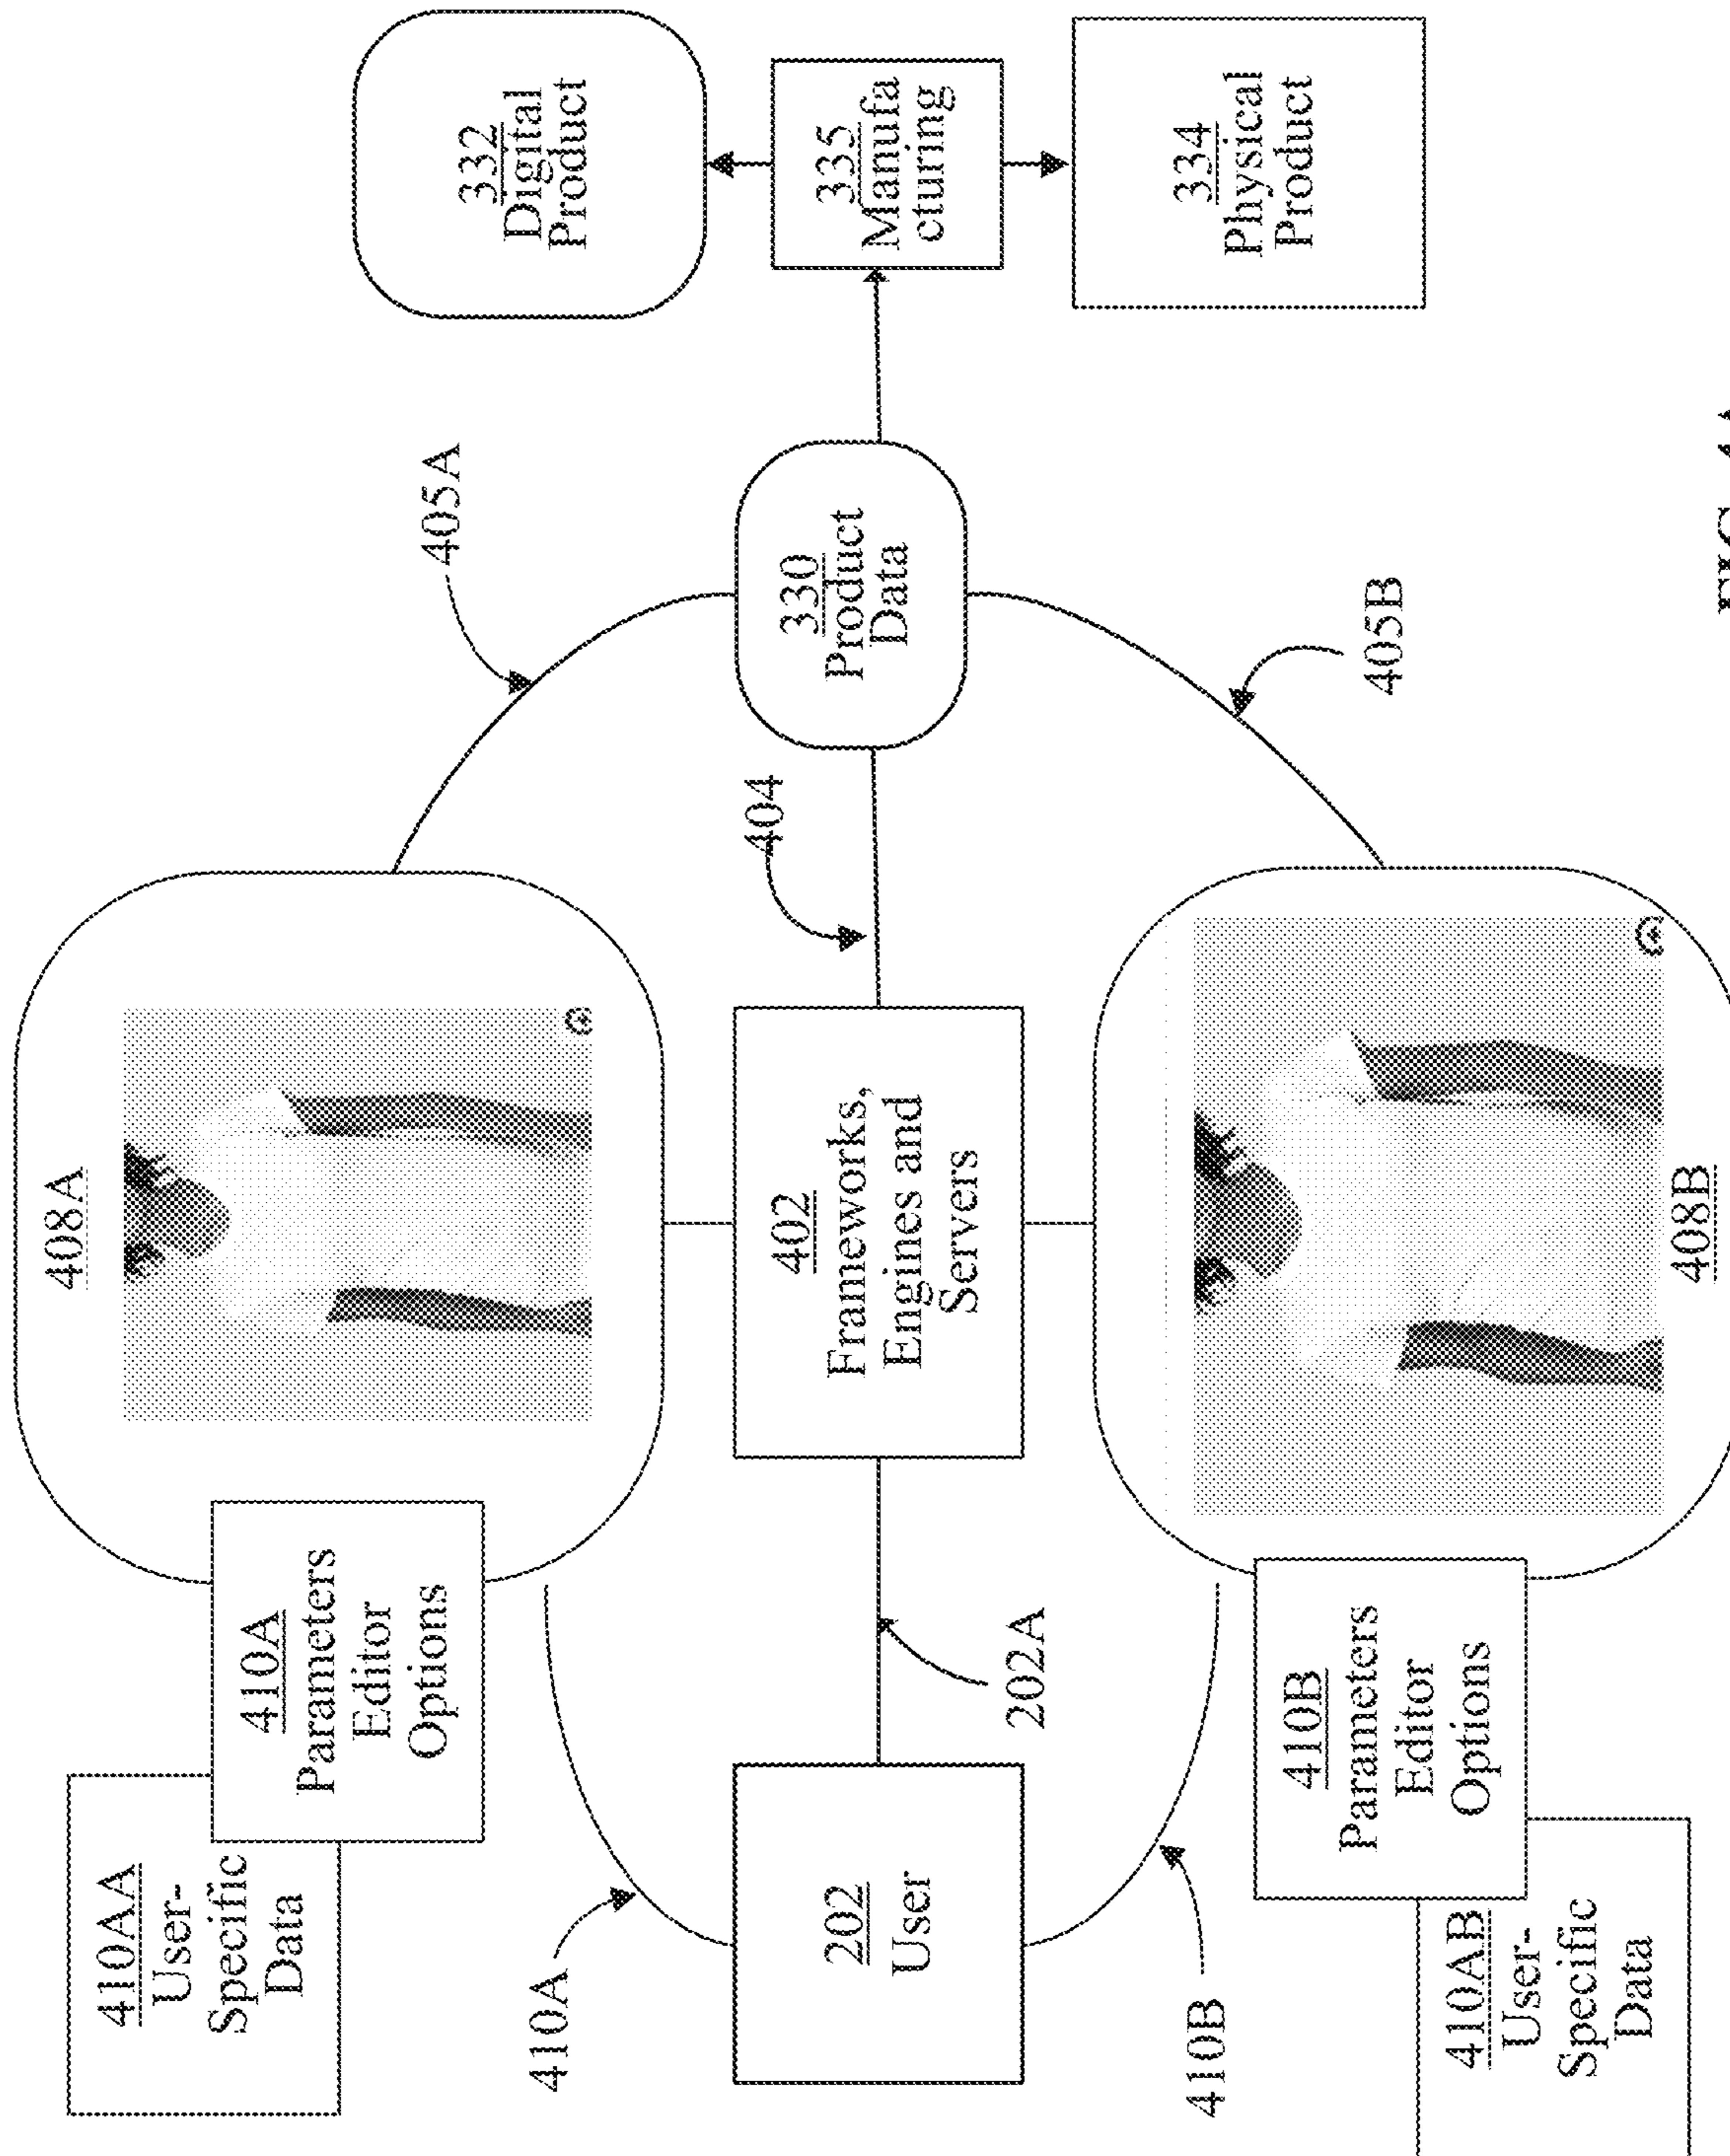 408A
410AA
User-
Specific
Data
410A
Parameters
Editor
Options
405A
332
Digital
Product
410A
202
User
202A
402
Frameworks,
Engines and
Servers
404
330
Product
Data
335
Manufa
cturing
410B
410B
Parameters
Editor
Options
405B
334
Physical
Product
410AB
User-
Specific
Data
408B